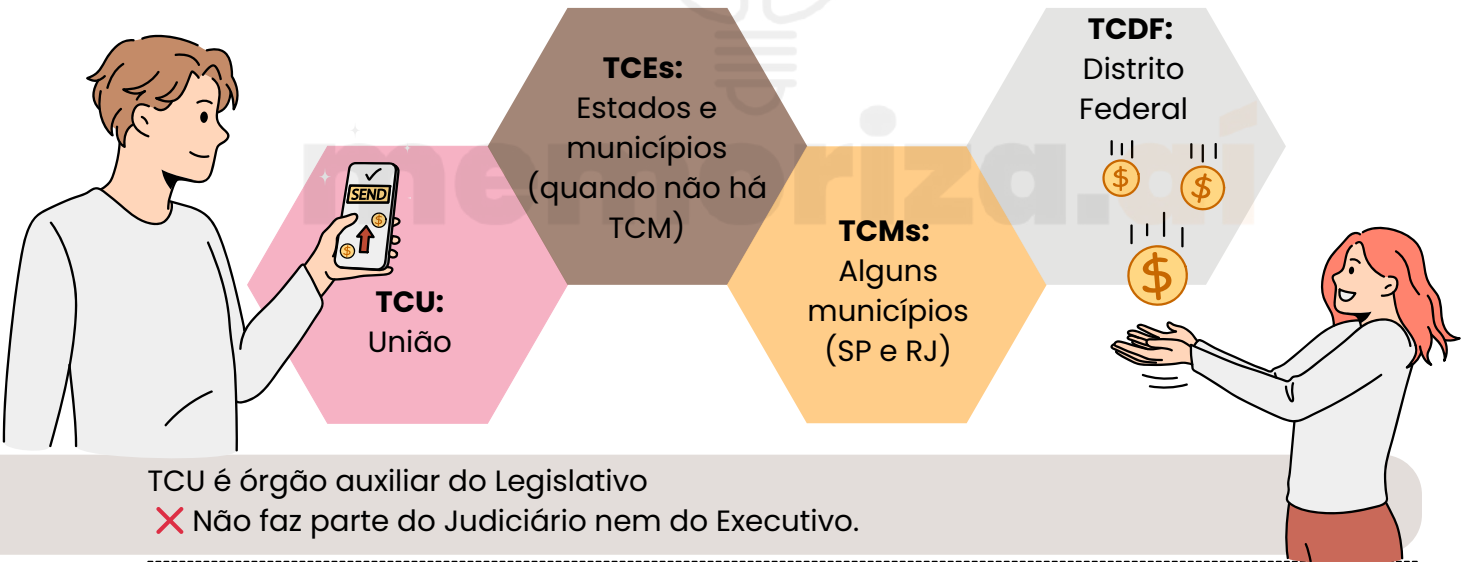 TCU:
União
TCEs:
Estados e
municípios
(quando não há
TCM)
TCMs:
Alguns
municípios
(SP e RJ)
TCDF:
Distrito
Federal
SEND
memoriza.aí
TCU é órgão auxiliar do Legislativo
❌ Não faz parte do Judiciário nem do Executivo.